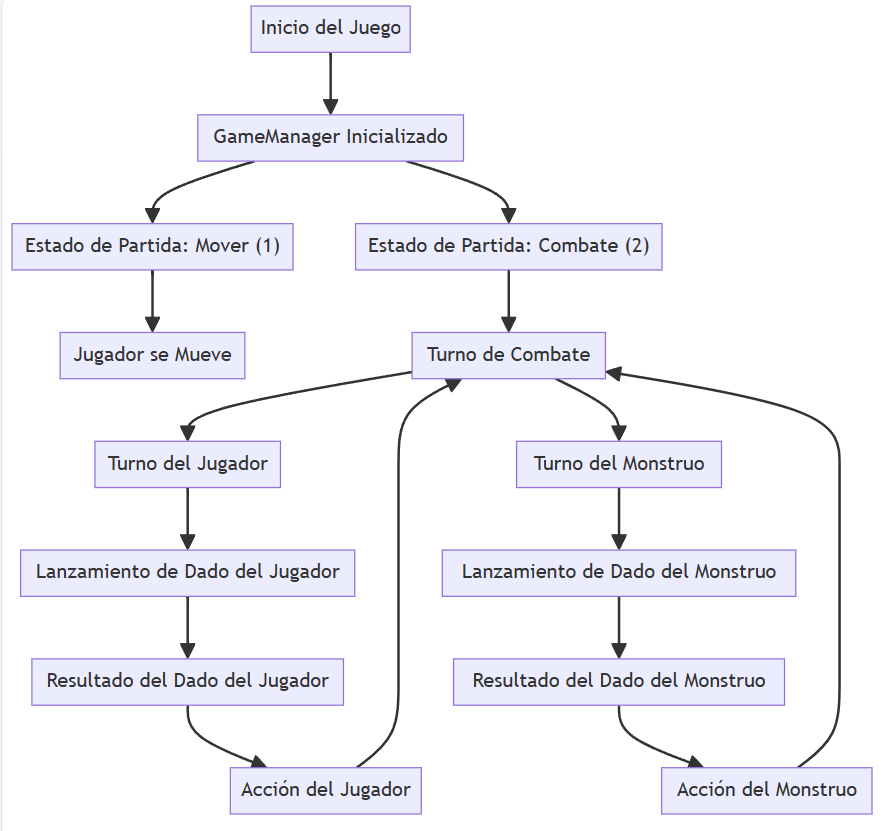 Inicio del Juego
GameManager Inicializado
Estado de Partida: Mover (1)
Estado de Partida: Combate (2)
Jugador se Mueve
Turno de Combate
Turno del Jugador
Turno del Monstruo
Lanzamiento de Dado del Jugador
Lanzamiento de Dado del Monstruo
Resultado del Dado del Jugador
Resultado del Dado del Monstruo
Acción del Jugador
Acción del Monstruo